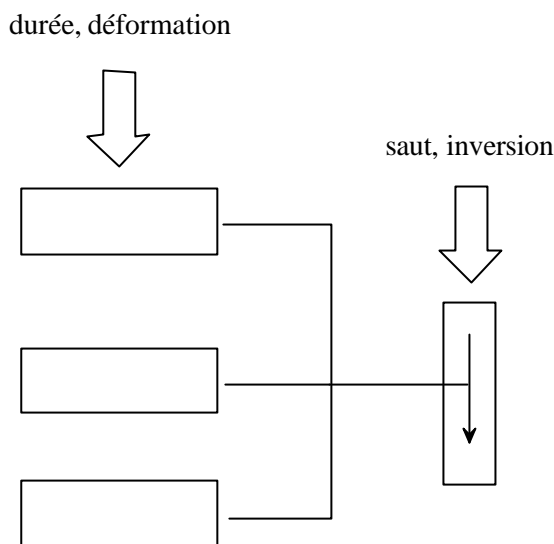 durée, déformation
saut, inversion